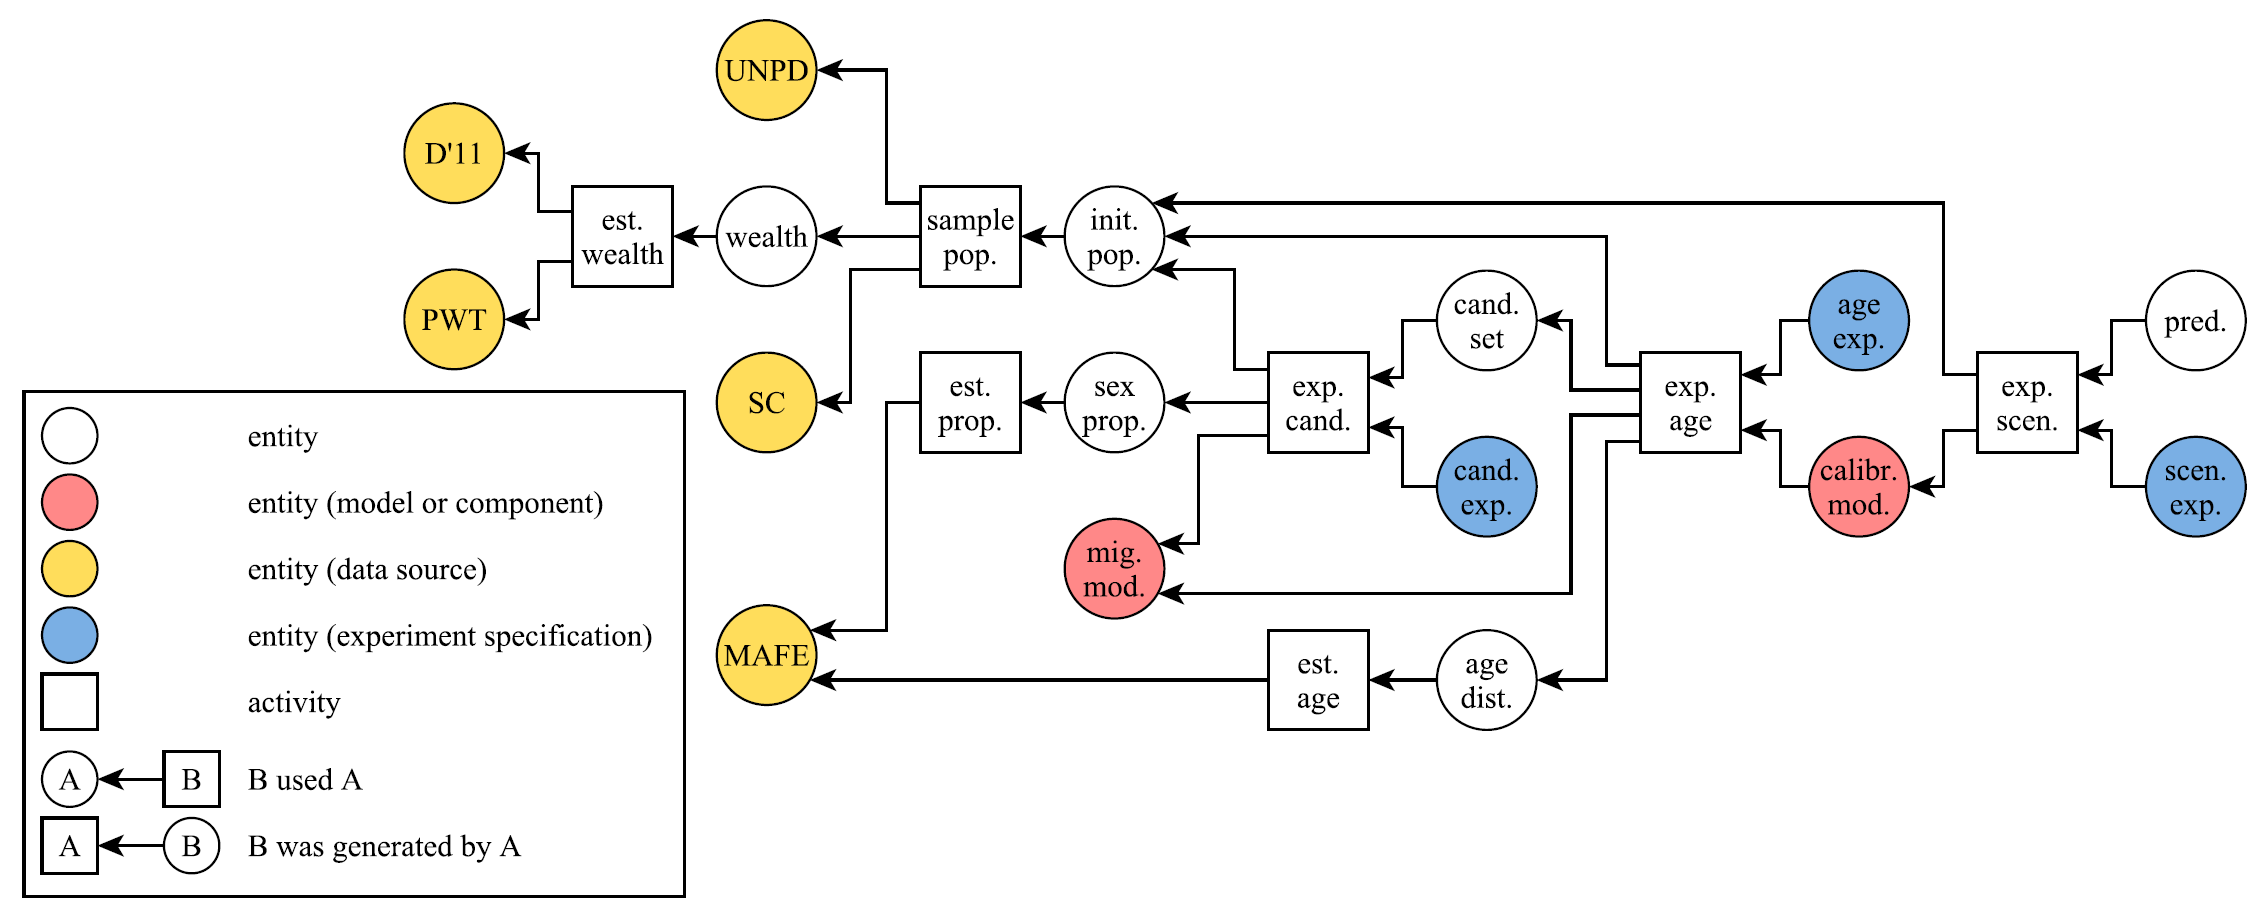 UNPD
D'11
PWT
est.
wealth
wealth
sample
pop.
init.
pop.
SC
est.
prop.
sex
prop.
exp.
cand.
cand.
set
cand.
exp.
mig.
mod.
MAFE
est.
age
age
dist.
exp.
age
age
exp.
calibr.
mod.
exp.
scen.
pred.
scen.
exp.
entity
entity (model or component)
entity (data source)
entity (experiment specification)
activity
A B B used A
A B B was generated by A